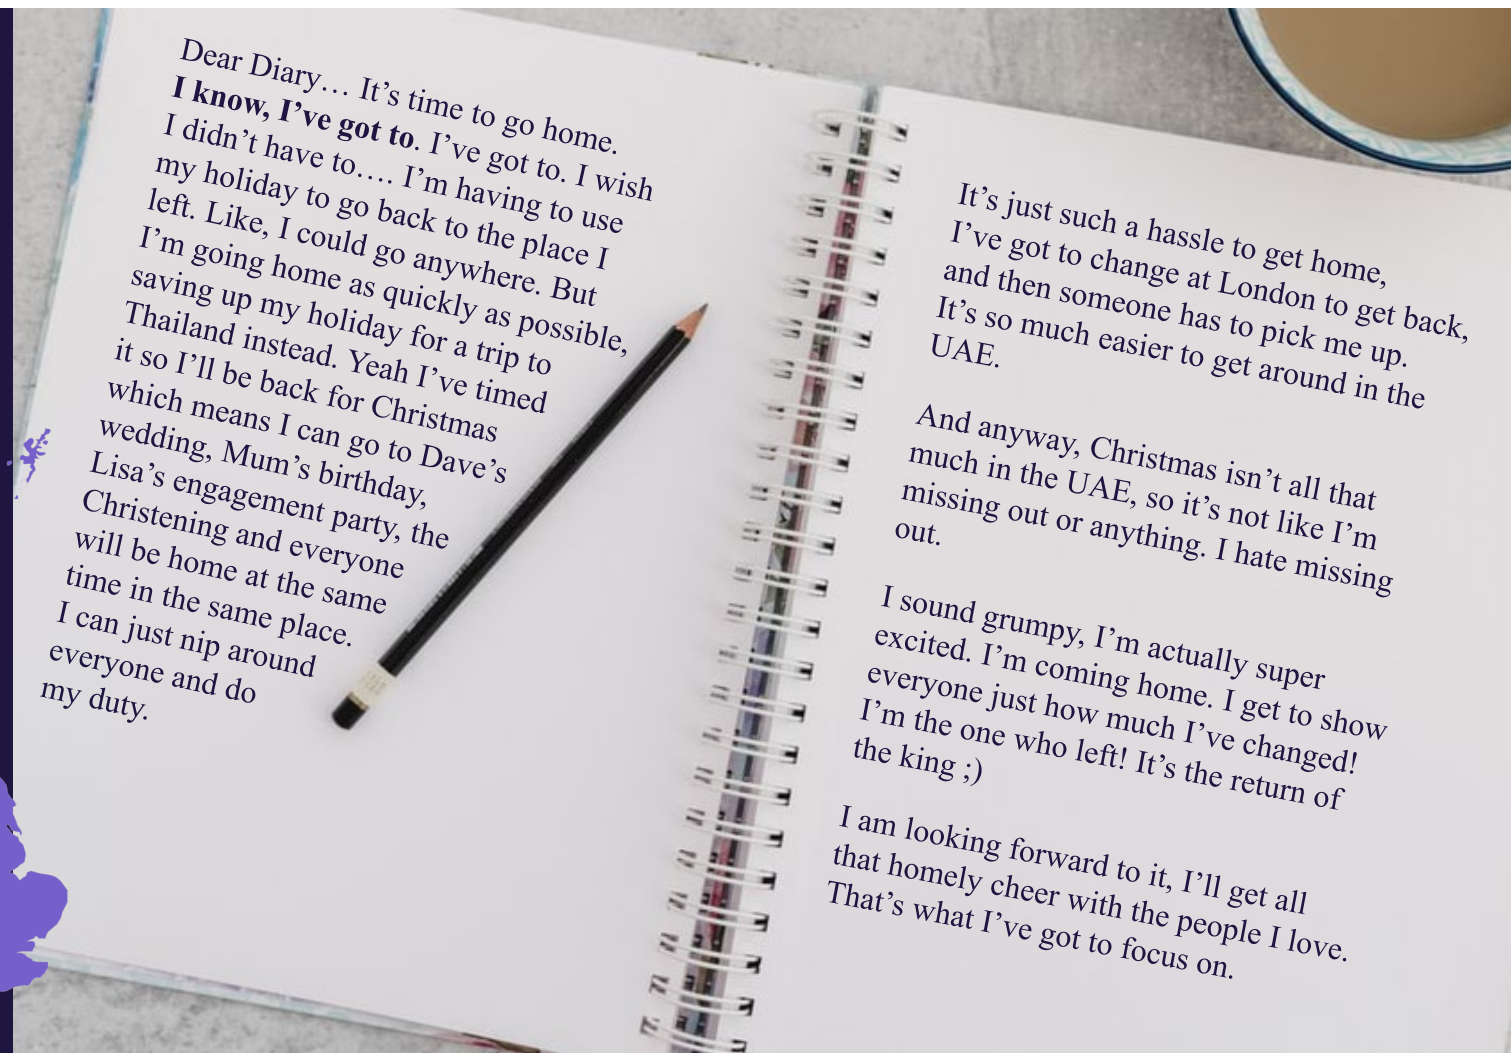 Dear Diary… It’s time to go home.
I know, I’ve got to. I’ve got to. I wish
I didn’t have to…. I’m having to use
my holiday to go back to the place I
left. Like, I could go anywhere. But
I’m going home as quickly as possible,
saving up my holiday for a trip to
Thailand instead. Yeah I’ve timed
it so I’ll be back for Christmas
which means I can go to Dave’s
wedding, Mum’s birthday,
Lisa’s engagement party, the
Christening and everyone
will be home at the same
time in the same place.
I can just nip around
everyone and do
my duty.
It’s just such a hassle to get home,
I’ve got to change at London to get back,
and then someone has to pick me up.
It’s so much easier to get around in the
UAE.
And anyway, Christmas isn’t all that
much in the UAE, so it’s not like I’m
missing out or anything. I hate missing
out.
I sound grumpy, I’m actually super
excited. I’m coming home. I get to show
everyone just how much I’ve changed!
I’m the one who left! It’s the return of
the king ;)
I am looking forward to it, I’ll get all
that homely cheer with the people I love.
That’s what I’ve got to focus on.